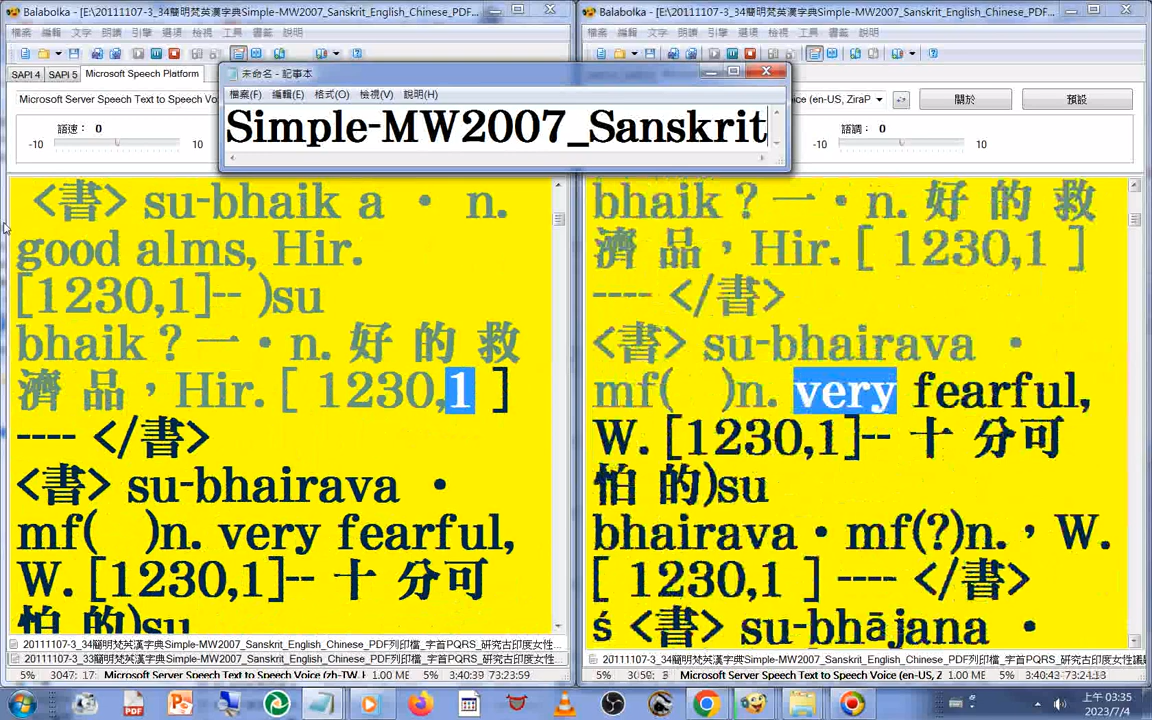 Balabolka - [E:\20111107-3_34簡明梵英漢字典Simple-MW2007_Sanskrit_English_Chinese_PDF...
檔案 編輯 文字 朗讀 引擎 選項 檢視 工具 書籤 說明
SAPI 4 SAPI 5 Microsoft Speech Platform
Microsoft Server Speech Text to Speech Vo
語速： 0
-10 10
未命名 - 記事本
檔案(F) 編輯(E) 格式(O) 檢視(V) 說明(H)
Simple-MW2007_Sanskrit
<書> su-bhaik a • n.
good alms, Hir.
[1230,1]-- )su
bhaik？一•n. 好 的 救
濟 品，Hir. [ 1230,1 ]
---- </書>
<書> su-bhairava •
mf( )n. very fearful,
W. [1230,1]-- 十 分可
怕 的)su
20111107-3_34簡明梵英漢字典Simple-MW2007_Sanskrit_English_Chinese_PDF列印檔_字首PQRS_研究古印度女性...
20111107-3_33簡明梵英漢字典Simple-MW2007_Sanskrit_English_Chinese_PDF列印檔_字首PQRS_研究古印度女性...
5% 3047: 17: Microsoft Server Speech Text to Speech Voice (zh-TW, 1.00 ME 5% 3:40:39 73:23:59
Balabolka - [E:\20111107-3_34簡明梵英漢字典Simple-MW2007_Sanskrit_English_Chinese_PDF...
檔案 編輯 文字 朗讀 引擎 選項 檢視 工具 書籤 說明
ice (en-US, ZiraP 關於 預設
語調： 0
-10 10
bhaik？一•n. 好 的 救
濟 品，Hir. [ 1230,1 ]
---- </書>
<書> su-bhairava •
mf( )n. very fearful,
W. [1230,1]-- 十 分可
怕 的)su
bhairava•mf(?)n.，W.
[ 1230,1 ] ---- </書>
ś <書> su-bhājana •
20111107-3_34簡明梵英漢字典Simple-MW2007_Sanskrit_English_Chinese_PDF列印檔_字首PQRS_研究古印度女性議
5% Microsoft Server Speech Text to Speech Voice (en-US, Z 1.00 ME 5%
上午 03:35
2023/7/4